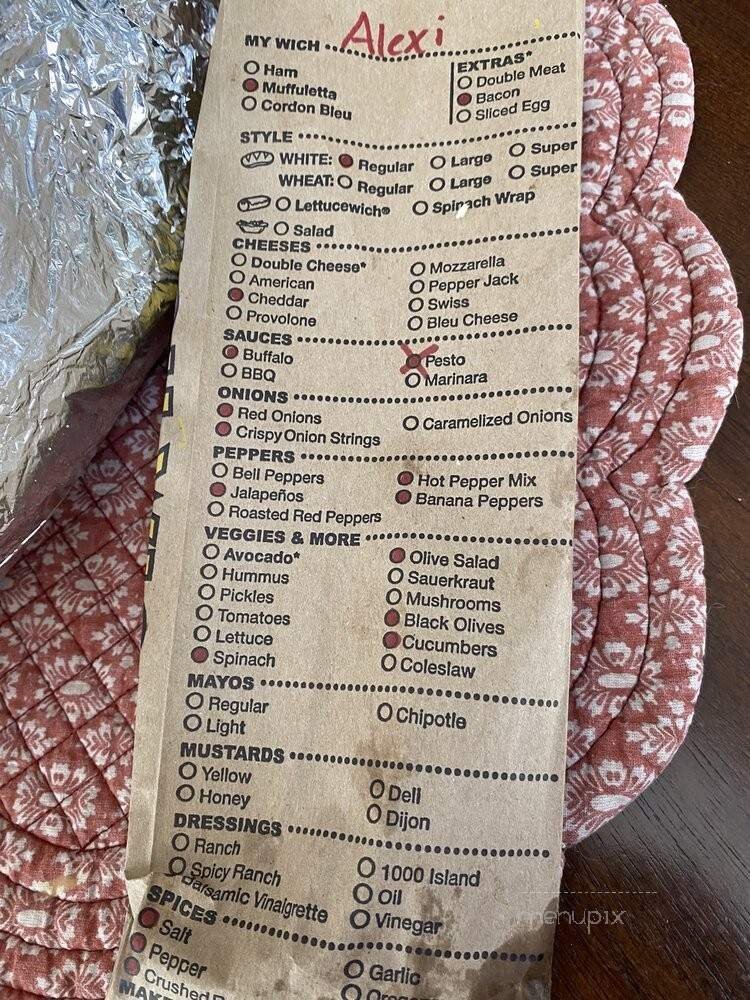 Alexi
MY WICH
Ham
Muffuletta
Cordon Bleu
EXTRAS*
Double Meat
Bacon
Sliced Egg
STYLE
WHITE: Regular Large Super
WHEAT: Regular Large Super
Lettucewich® Spinach Wrap
Salad
CHEESES
Double Cheese* Mozzarella
American Pepper Jack
Cheddar Swiss
Provolone Bleu Cheese
SAUCES
Buffalo Pesto
BBQ Marinara
ONIONS
Red Onions Caramelized Onions
Crispy Onion Strings
PEPPERS
Bell Peppers Hot Pepper Mix
Jalapeños Banana Peppers
Roasted Red Peppers
VEGGIES & MORE
Avocado* Olive Salad
Hummus Sauerkraut
Pickles Mushrooms
Tomatoes Black Olives
Lettuce Cucumbers
Spinach Coleslaw
MAYOS
Regular Chipotle
Light
MUSTARDS
Yellow Deli
Honey Dijon
DRESSINGS
Ranch 1000 Island
Spicy Ranch Oil
Balsamic Vinaigrette Vinegar
SPICES
Salt Garlic
Pepper
Crushed
menupix